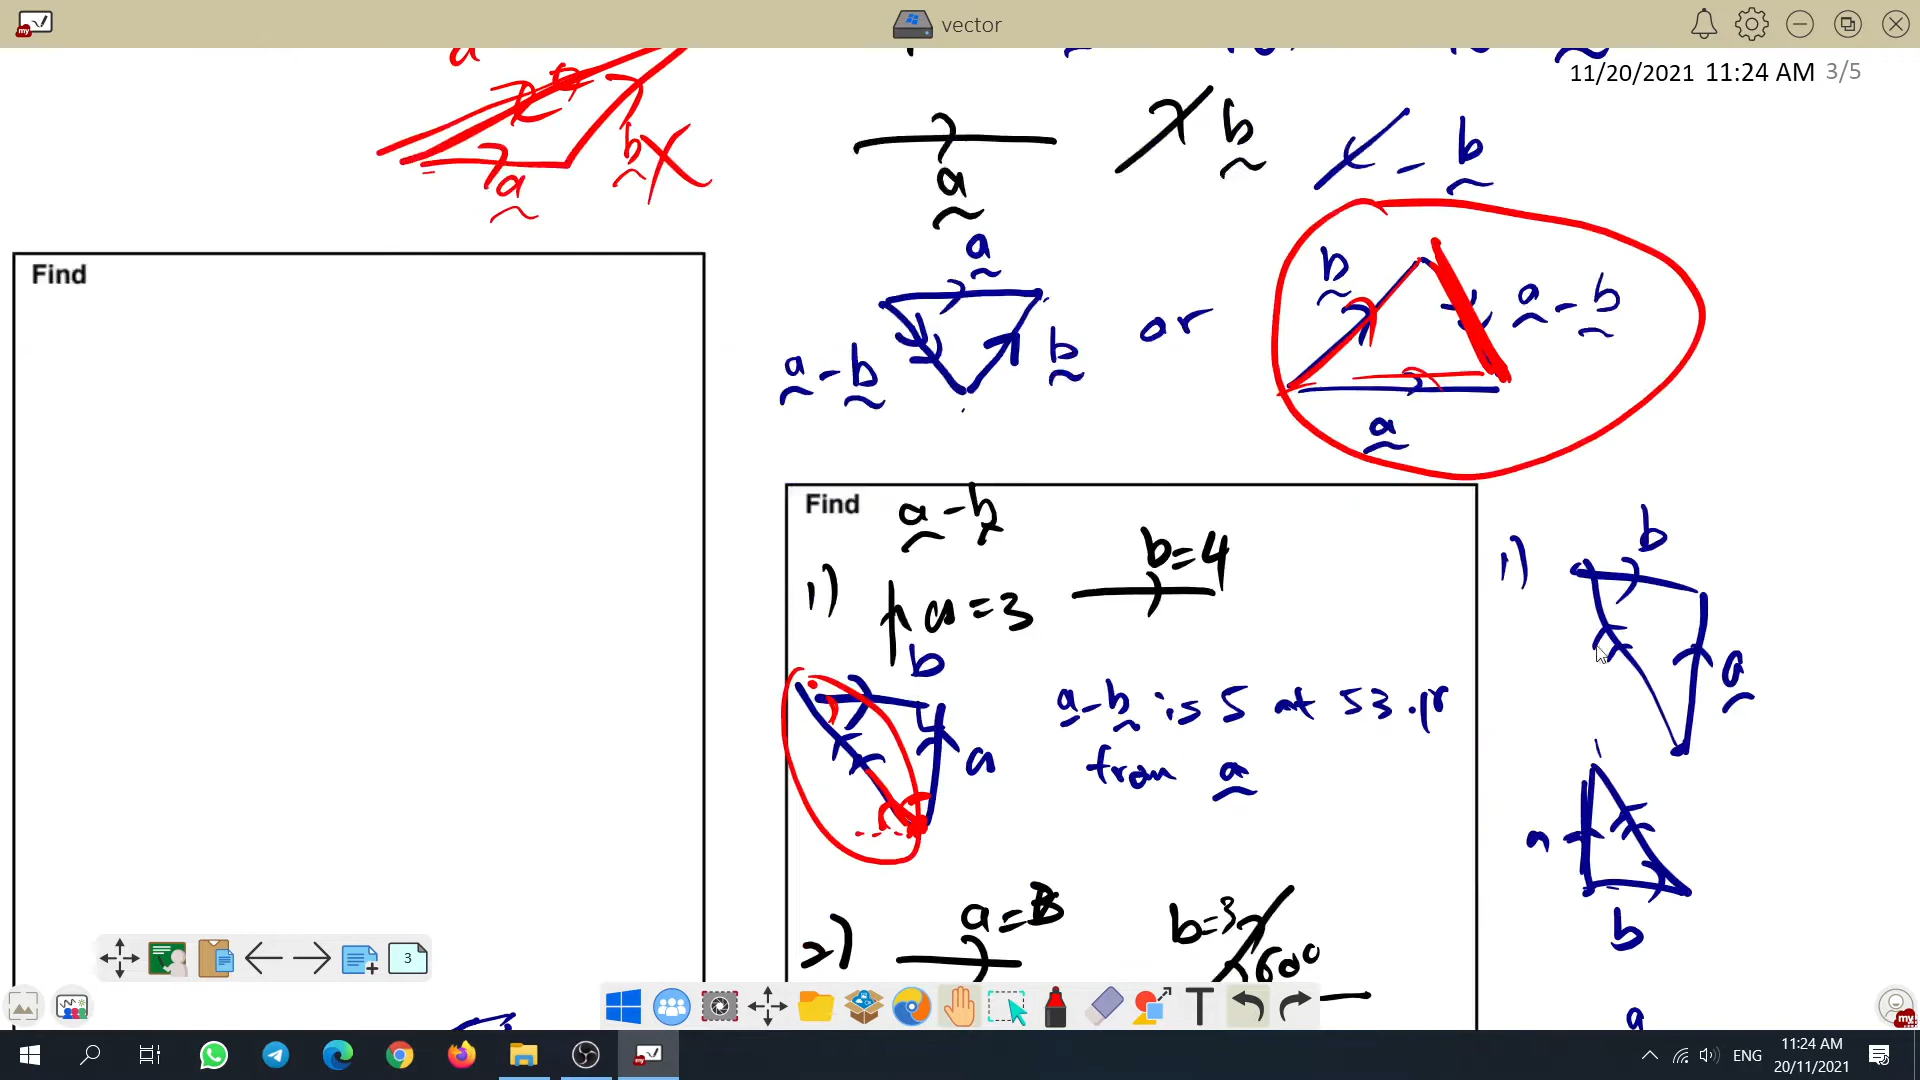 vector
11/20/2021 11:24 AM 3/5
a
a
b
a
b
- b
a
a - b
b
or
b
a - b
a
Find
Find a - b
1) a = 3
b = 4
b
a
a - b is 5 at 53.1°
from a
1)
b
a
a
b
2) a =
b = 3
60°
a
3
ENG
11:24 AM
20/11/2021